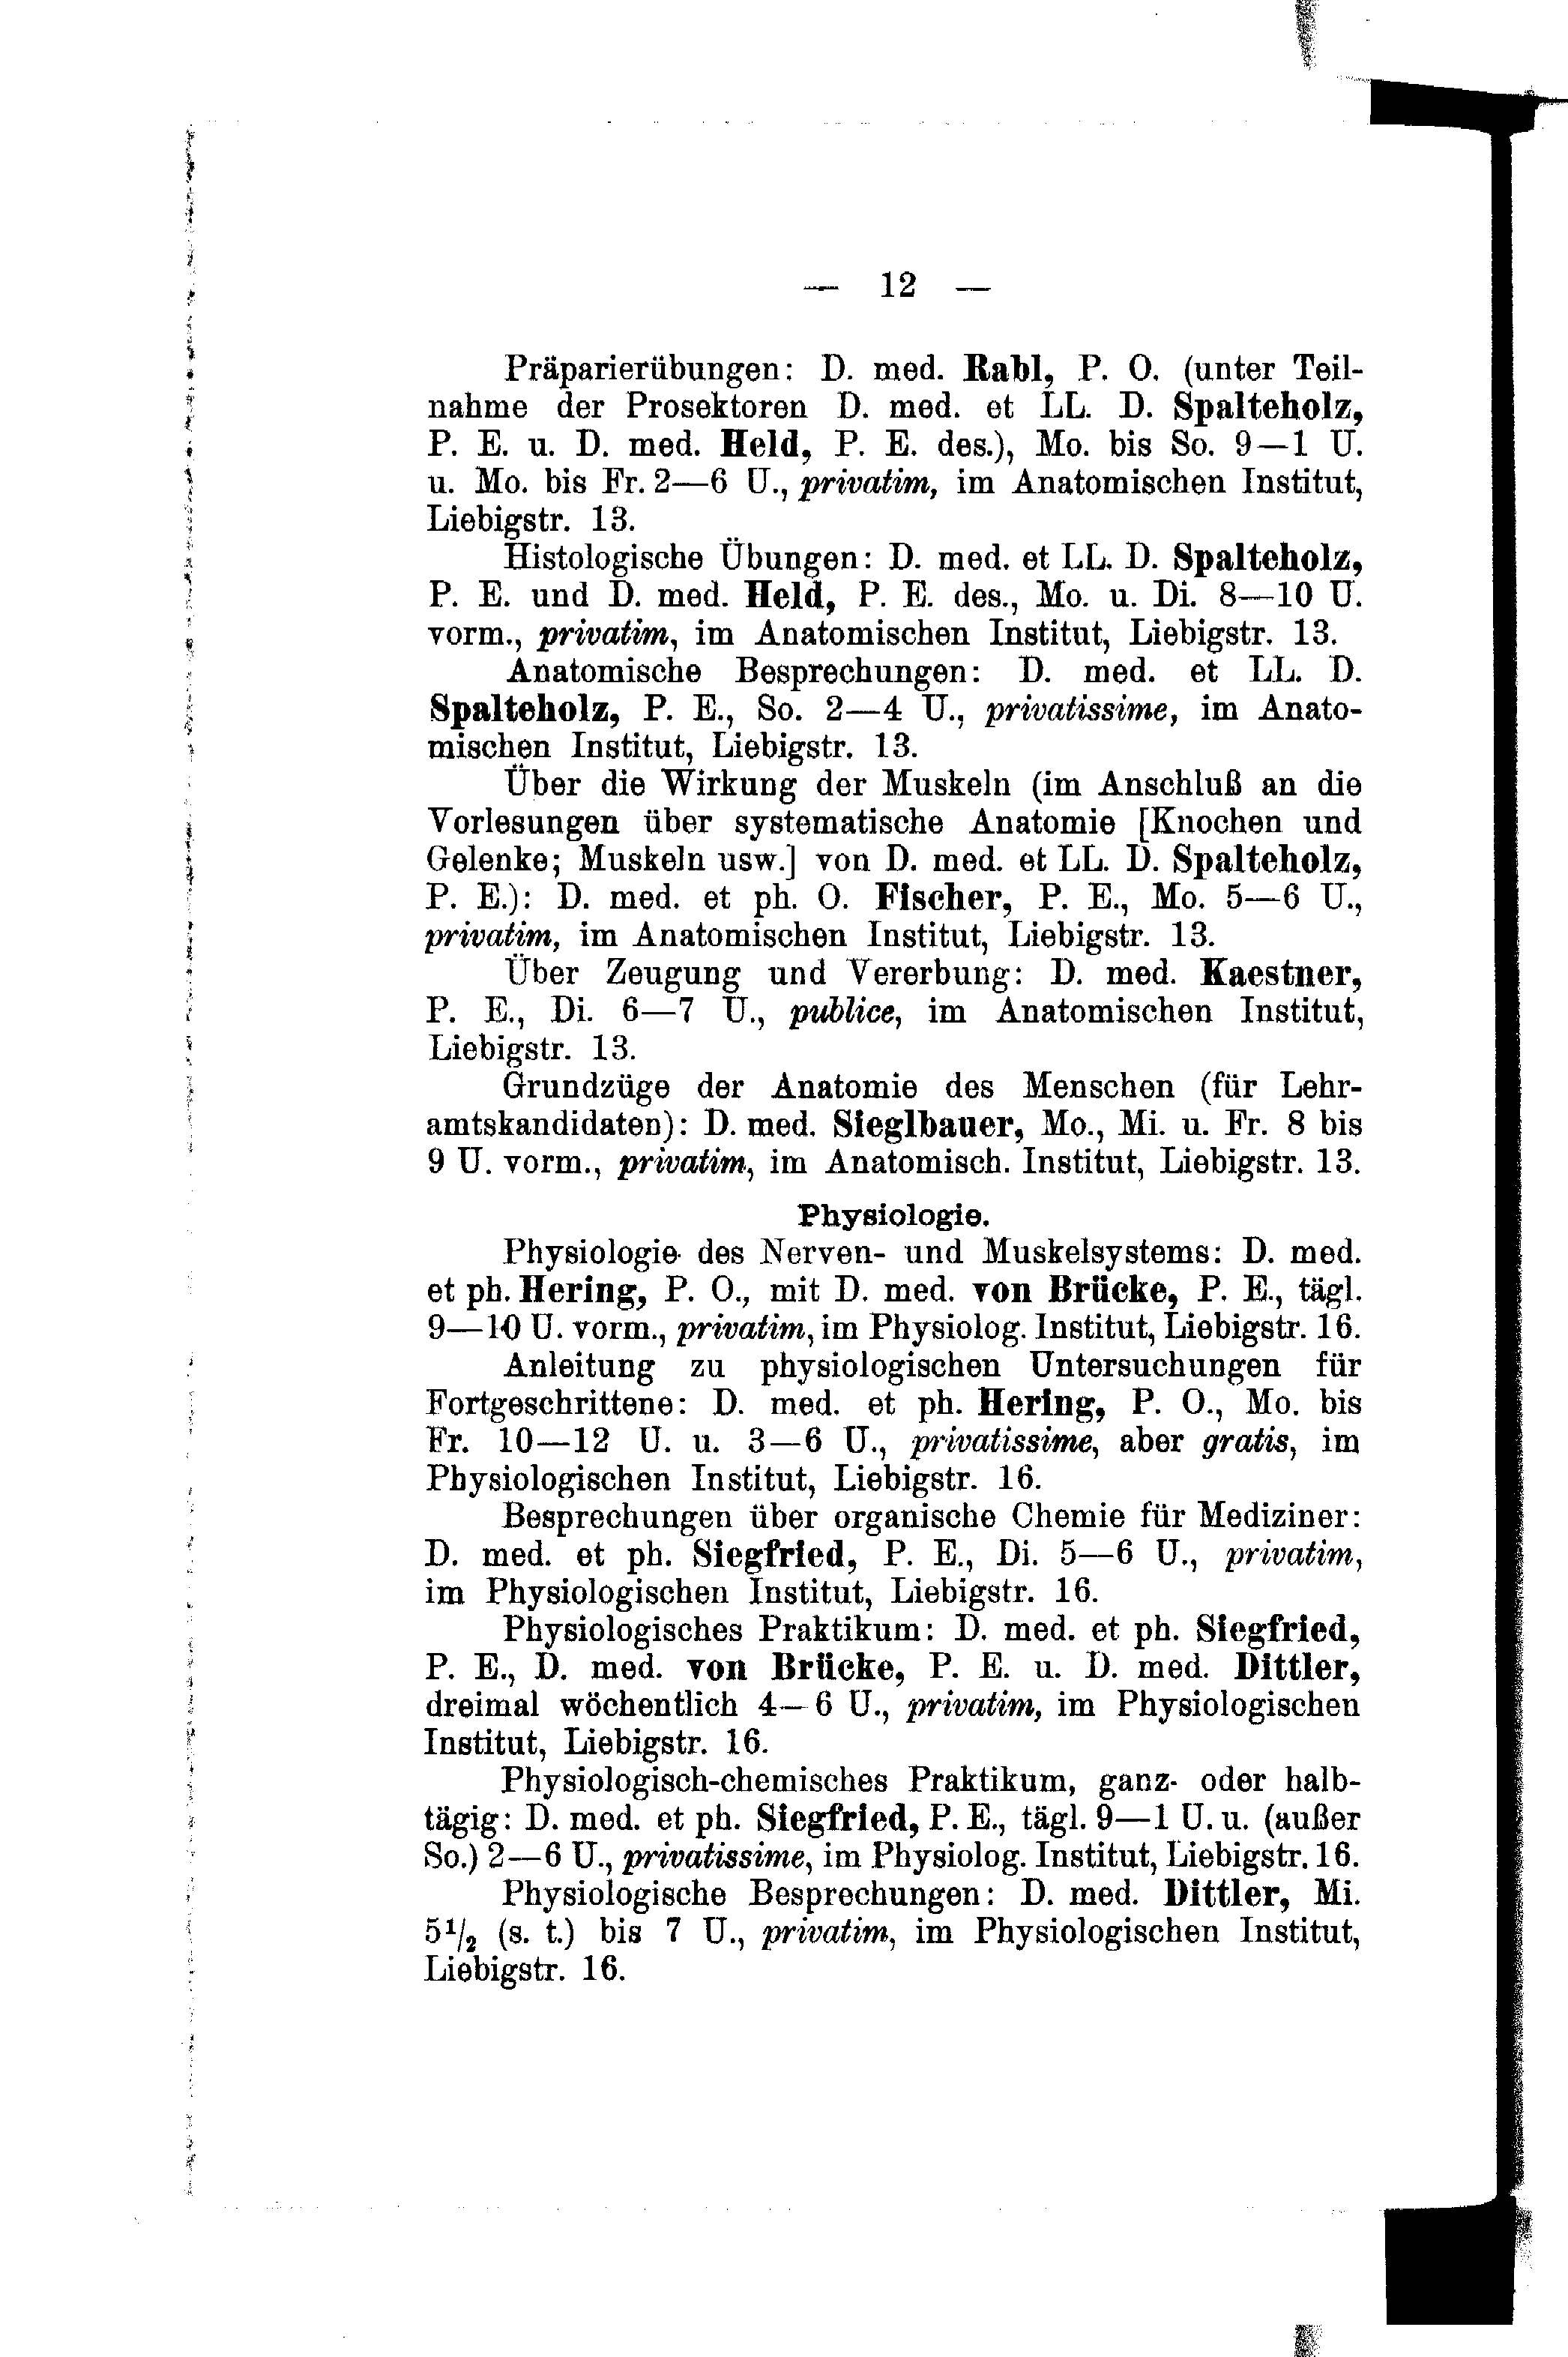 — 12 —
Präparierübungen: D. med. Rabl, P. O. (unter Teil-
nahme der Prosektoren D. med. et LL. D. Spalteholz,
P. E. u. D. med. Held, P. E. des.), Mo. bis So. 9—1 U.
u. Mo. bis Fr. 2—6 U., privatim, im Anatomischen Institut,
Liebigstr. 13.
Histologische Übungen: D. med. et LL. D. Spalteholz,
P. E. und D. med. Held, P. E. des., Mo. u. Di. 8—10 U.
vorm., privatim, im Anatomischen Institut, Liebigstr. 13.
Anatomische Besprechungen: D. med. et LL. D.
Spalteholz, P. E., So. 2—4 U., privatissime, im Anato-
mischen Institut, Liebigstr. 13.
Über die Wirkung der Muskeln (im Anschluß an die
Vorlesungen über systematische Anatomie [Knochen und
Gelenke; Muskeln usw.] von D. med. et LL. D. Spalteholz,
P. E.): D. med. et ph. O. Fischer, P. E., Mo. 5—6 U.,
privatim, im Anatomischen Institut, Liebigstr. 13.
Über Zeugung und Vererbung: D. med. Kaestner,
P. E., Di. 6—7 U., publice, im Anatomischen Institut,
Liebigstr. 13.
Grundzüge der Anatomie des Menschen (für Lehr-
amtskandidaten): D. med. Sieglbauer, Mo., Mi. u. Fr. 8 bis
9 U. vorm., privatim, im Anatomisch. Institut, Liebigstr. 13.
Physiologie.
Physiologie des Nerven- und Muskelsystems: D. med.
et ph. Hering, P. O., mit D. med. von Brücke, P. E., tägl.
9—10 U. vorm., privatim, im Physiolog. Institut, Liebigstr. 16.
Anleitung zu physiologischen Untersuchungen für
Fortgeschrittene: D. med. et ph. Hering, P. O., Mo. bis
Fr. 10—12 U. u. 3—6 U., privatissime, aber gratis, im
Physiologischen Institut, Liebigstr. 16.
Besprechungen über organische Chemie für Mediziner:
D. med. et ph. Siegfried, P. E., Di. 5—6 U., privatim,
im Physiologischen Institut, Liebigstr. 16.
Physiologisches Praktikum: D. med. et ph. Siegfried,
P. E., D. med. von Brücke, P. E. u. D. med. Dittler,
dreimal wöchentlich 4—6 U., privatim, im Physiologischen
Institut, Liebigstr. 16.
Physiologisch-chemisches Praktikum, ganz- oder halb-
tägig: D. med. et ph. Siegfried, P. E., tägl. 9—1 U. u. (außer
So.) 2—6 U., privatissime, im Physiolog. Institut, Liebigstr. 16.
Physiologische Besprechungen: D. med. Dittler, Mi.
5½ (s. t.) bis 7 U., privatim, im Physiologischen Institut,
Liebigstr. 16.